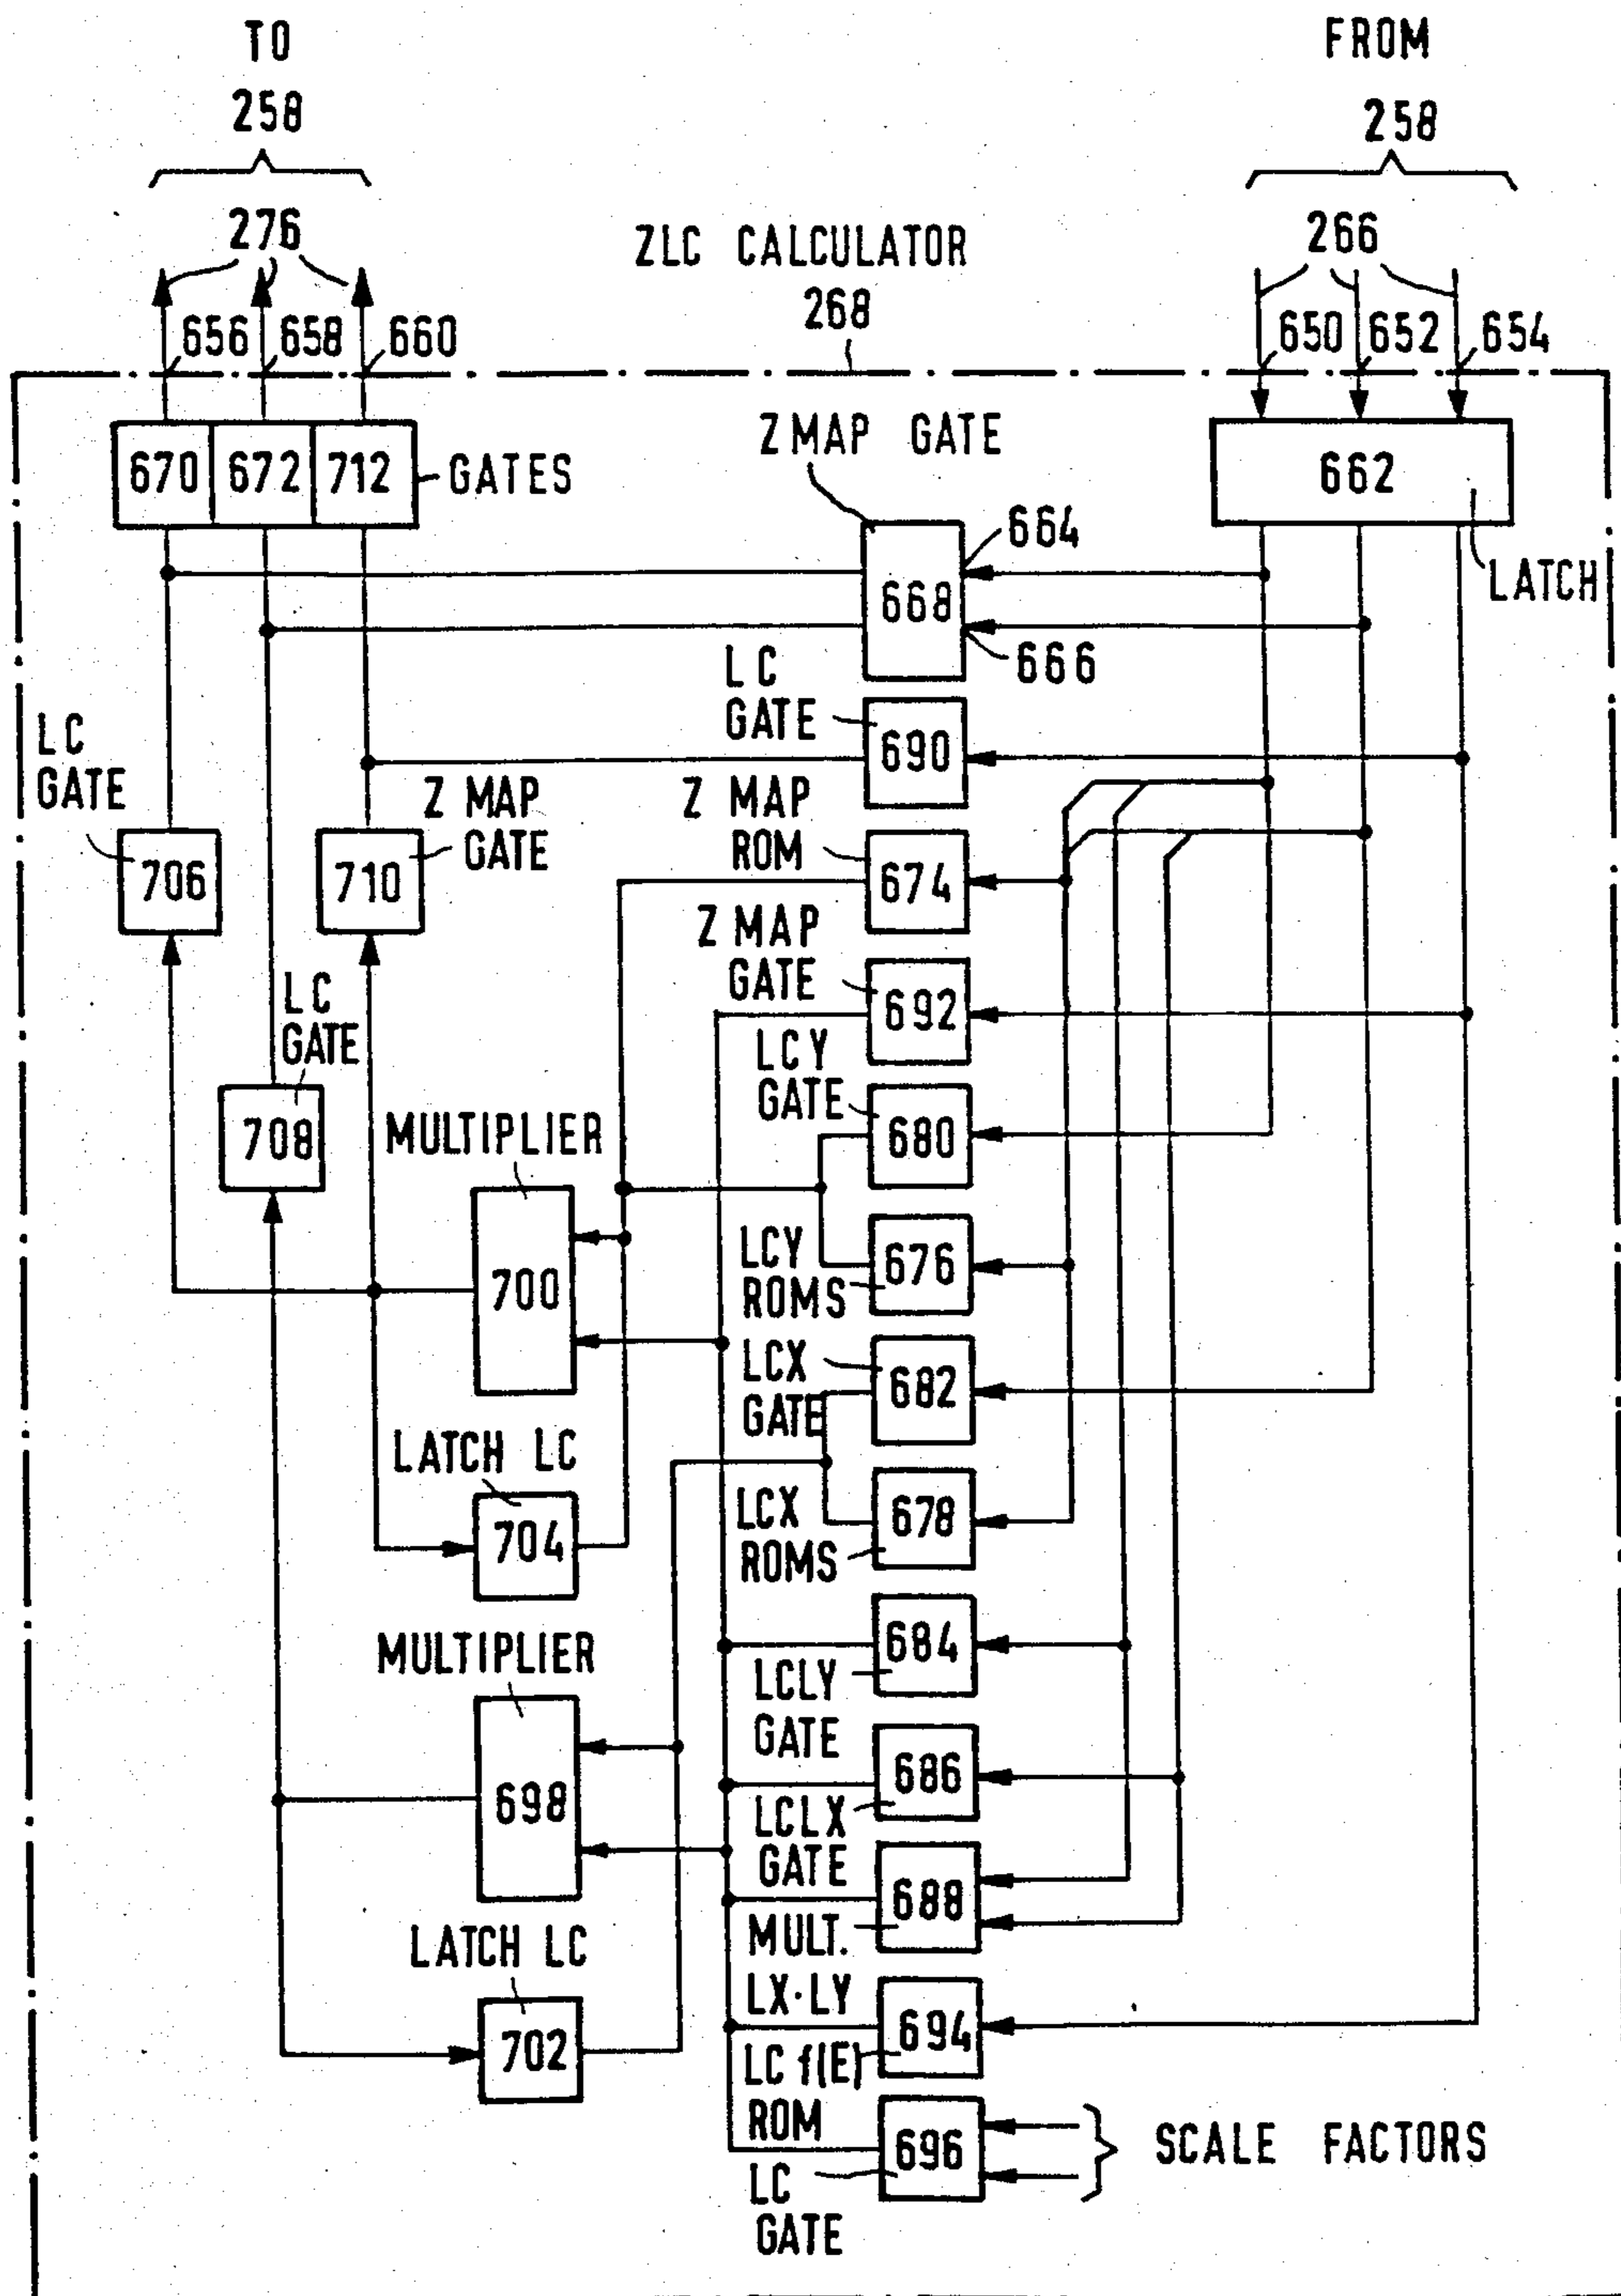 TO
258
276
656
658
660
FROM
258
266
650
652
654
ZLC CALCULATOR
268
670
672
712
GATES
Z MAP GATE
668
664
666
662
LATCH
LC
GATE
690
LC
GATE
706
Z MAP
GATE
710
Z MAP
ROM
674
Z MAP
GATE
692
LC
GATE
708
LCY
GATE
680
MULTIPLIER
700
LCY
ROMS
676
LCX
GATE
682
LATCH LC
704
LCX
ROMS
678
MULTIPLIER
698
684
LCLY
GATE
686
LCLX
GATE
688
MULT.
LX·LY
LATCH LC
702
694
LC f(E)
ROM
696
LC
GATE
SCALE FACTORS